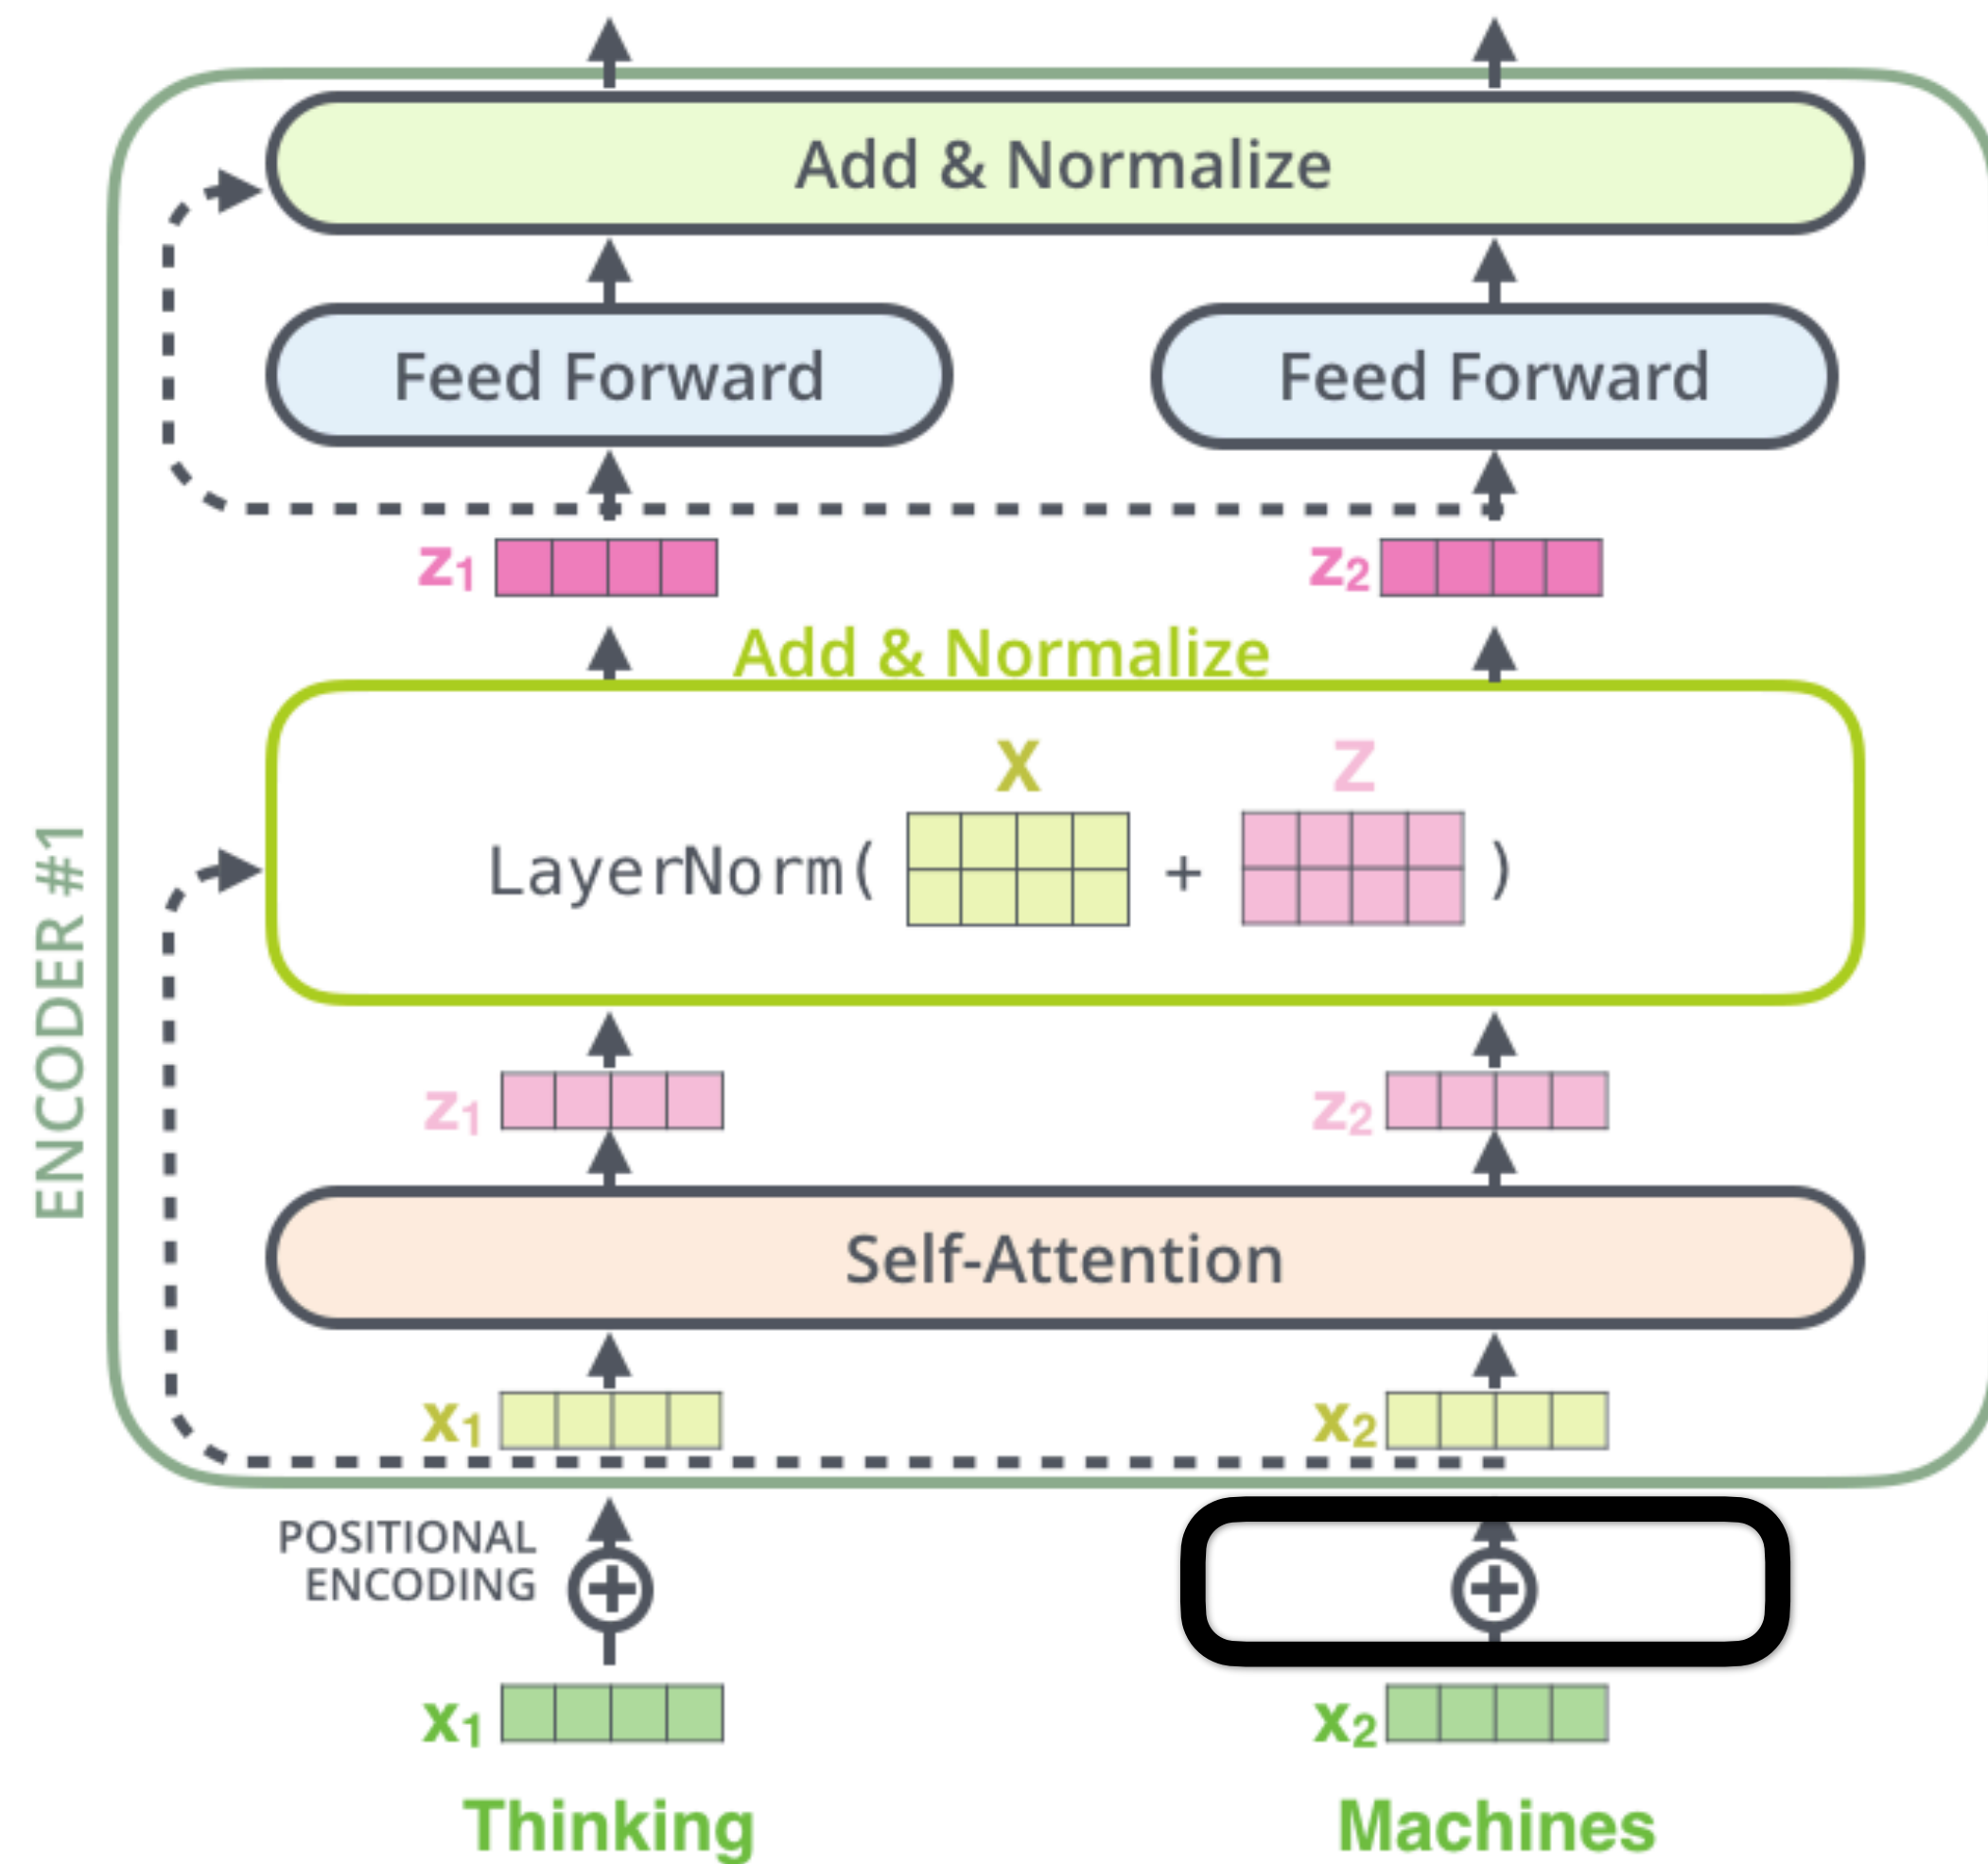 Add & Normalize
Feed Forward Feed Forward
z1 z2
Add & Normalize
X Z
LayerNorm( + )
ENCODER #1
z1 z2
Self-Attention
x1 x2
POSITIONAL
ENCODING
x1 x2
Thinking Machines